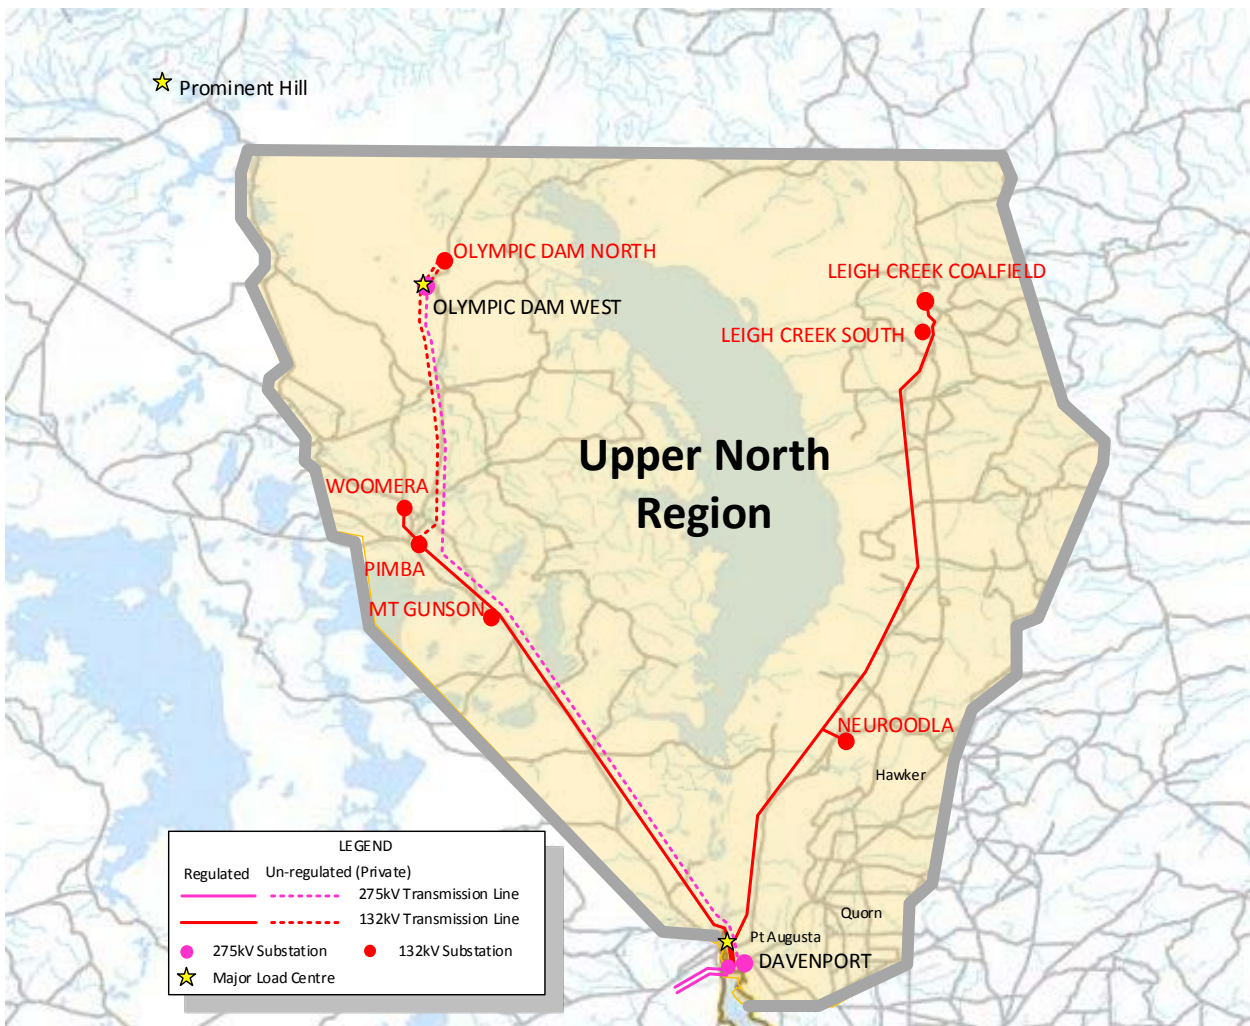 Prominent Hill
OLYMPIC DAM NORTH
LEIGH CREEK COALFIELD
OLYMPIC DAM WEST
LEIGH CREEK SOUTH
Upper North
Region
WOOMERA
PIMBA
MT GUNSON
NEUROODLA
Hawker
LEGEND
Regulated Un-regulated (Private)
275kV Transmission Line
132kV Transmission Line
275kV Substation 132kV Substation
Major Load Centre
Quorn
Pt Augusta
DAVENPORT